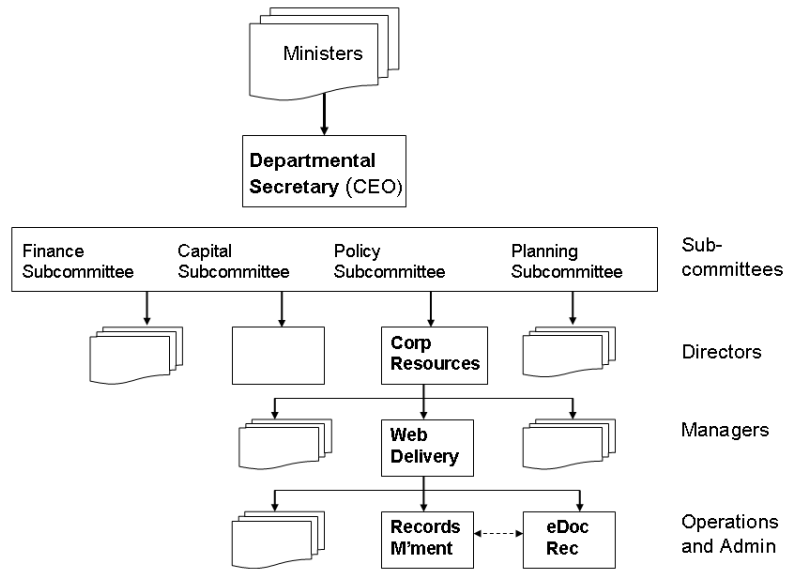 Ministers
Departmental
Secretary (CEO)
Finance
Subcommittee
Capital
Subcommittee
Policy
Subcommittee
Planning
Subcommittee
Sub-
committees
Corp
Resources
Directors
Web
Delivery
Managers
Records
M'ment
eDoc
Rec
Operations
and Admin